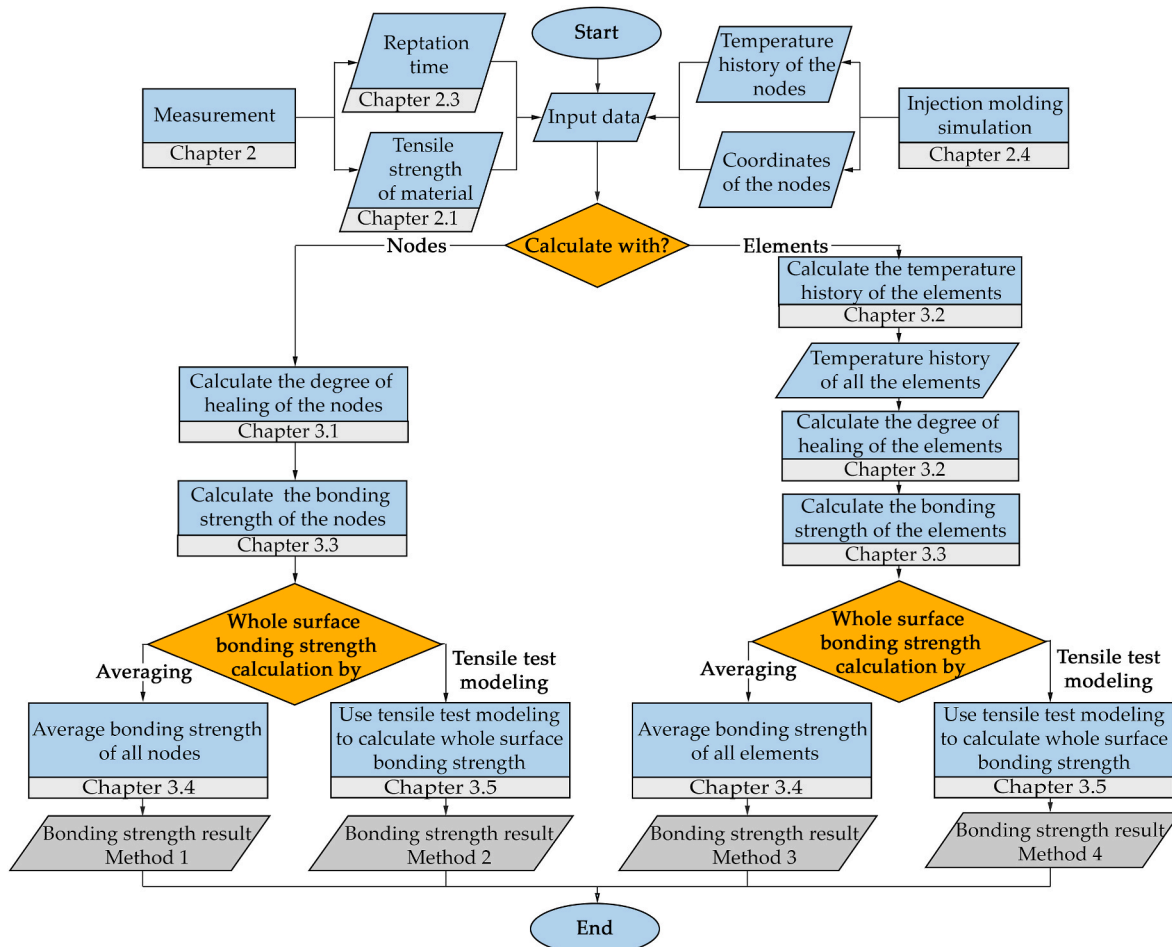 Start
Reptation
time
Chapter 2.3
Temperature
history of the
nodes
Measurement
Chapter 2
Input data
Injection molding
simulation
Chapter 2.4
Tensile
strength
of material
Chapter 2.1
Coordinates
of the nodes
Calculate with?
Nodes
Elements
Calculate the temperature
history of the elements
Chapter 3.2
Temperature history
of all the elements
Calculate the degree of
healing of the nodes
Chapter 3.1
Calculate the degree of
healing of the elements
Chapter 3.2
Calculate the bonding
strength of the nodes
Chapter 3.3
Calculate the bonding
strength of the elements
Chapter 3.3
Whole surface
bonding strength
calculation by
Averaging
Tensile test
modeling
Whole surface
bonding strength
calculation by
Averaging
Tensile test
modeling
Average bonding strength
of all nodes
Chapter 3.4
Use tensile test modeling
to calculate whole surface
bonding strength
Chapter 3.5
Average bonding strength
of all elements
Chapter 3.4
Use tensile test modeling
to calculate whole surface
bonding strength
Chapter 3.5
Bonding strength result
Method 1
Bonding strength result
Method 2
Bonding strength result
Method 3
Bonding strength result
Method 4
End